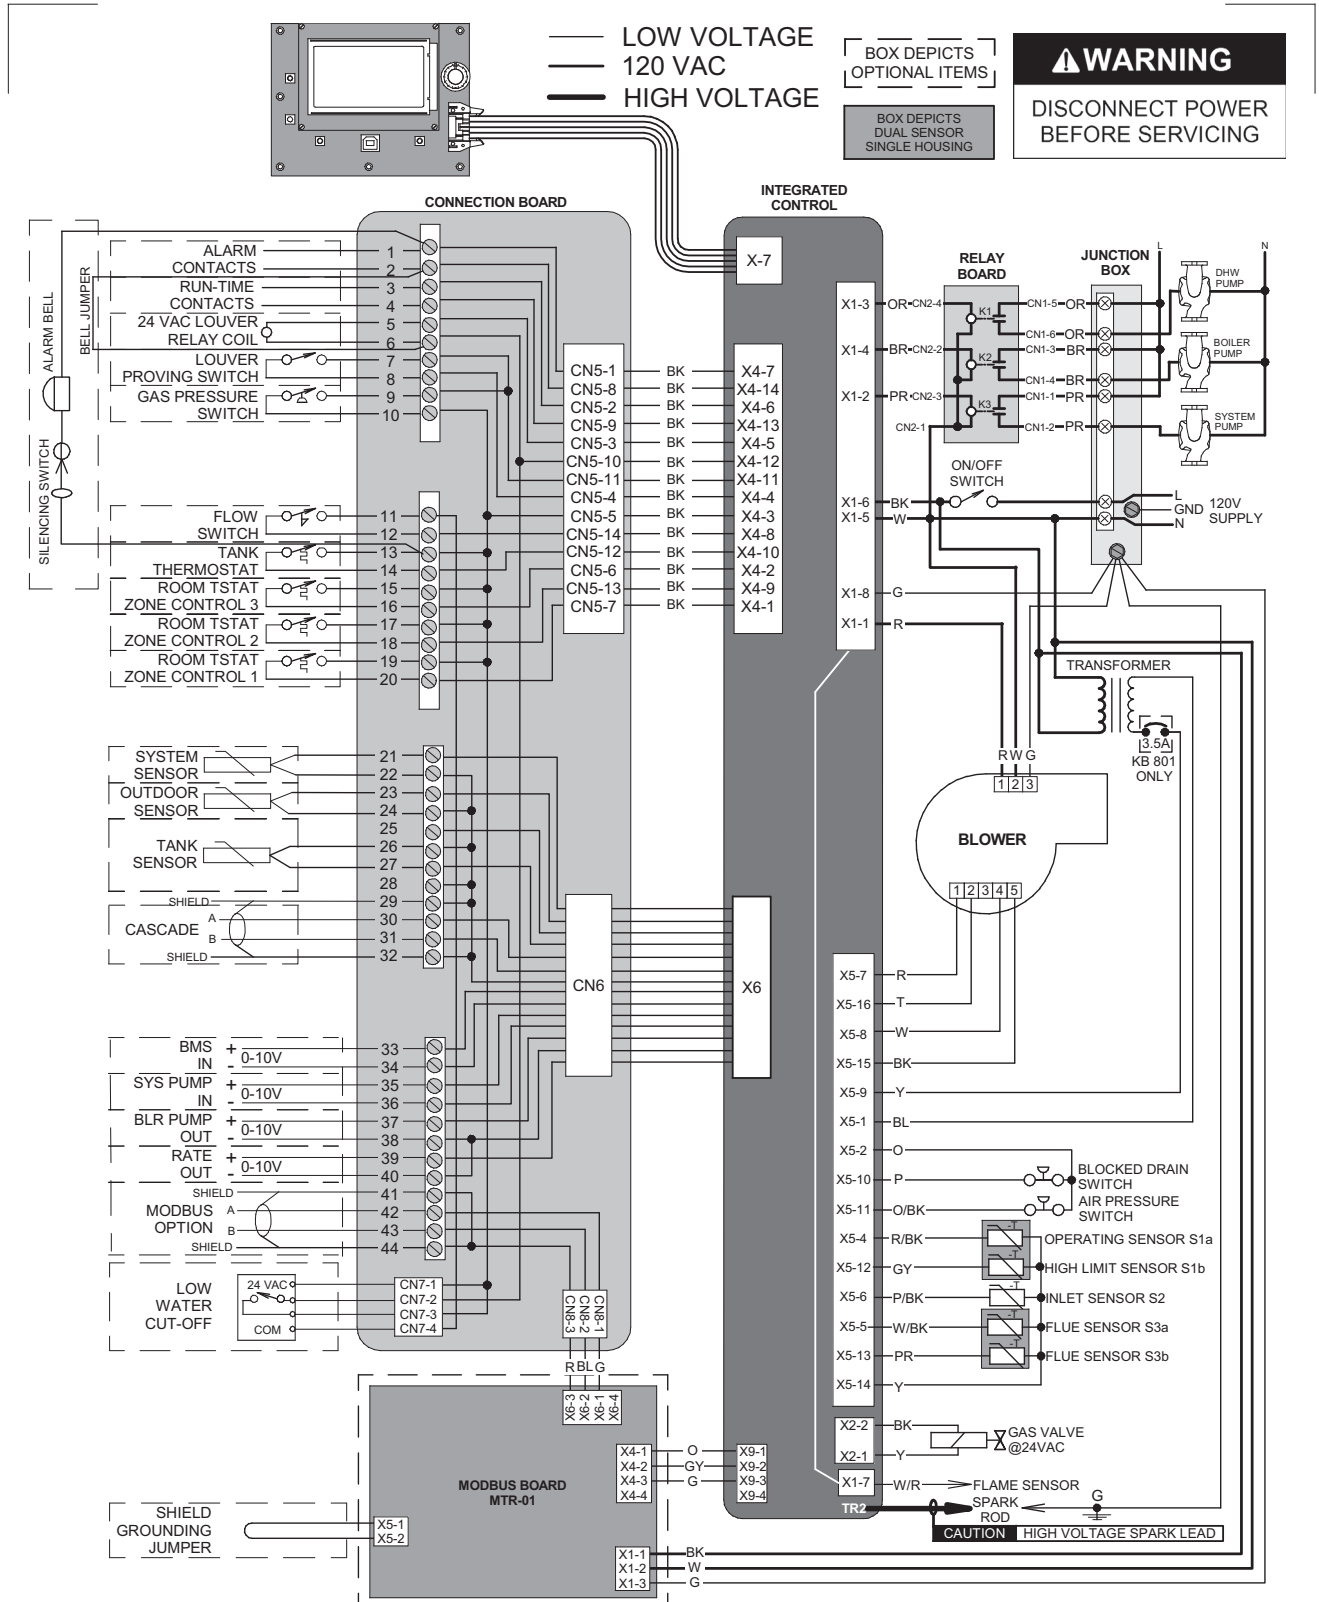 LOW VOLTAGE
120 VAC
HIGH VOLTAGE
BOX DEPICTS
OPTIONAL ITEMS
BOX DEPICTS
DUAL SENSOR
SINGLE HOUSING
WARNING
DISCONNECT POWER
BEFORE SERVICING
CONNECTION BOARD
INTEGRATED
CONTROL
X-7
ALARM BELL
SILENCING SWITCH
BELL JUMPER
ALARM 1
CONTACTS 2
RUN-TIME 3
CONTACTS 4
24 VAC LOUVER 5
RELAY COIL 6
LOUVER 7
PROVING SWITCH 8
GAS PRESSURE 9
SWITCH 10
FLOW 11
SWITCH 12
TANK 13
THERMOSTAT 14
ROOM TSTAT 15
ZONE CONTROL 3 16
ROOM TSTAT 17
ZONE CONTROL 2 18
ROOM TSTAT 19
ZONE CONTROL 1 20
CN5-1 BK X4-7
CN5-8 BK X4-14
CN5-2 BK X4-6
CN5-9 BK X4-13
CN5-3 BK X4-5
CN5-10 BK X4-12
CN5-11 BK X4-11
CN5-4 BK X4-4
CN5-5 BK X4-3
CN5-14 BK X4-8
CN5-12 BK X4-10
CN5-6 BK X4-2
CN5-13 BK X4-9
CN5-7 BK X4-1
SYSTEM 21
SENSOR 22
OUTDOOR 23
SENSOR 24
25
TANK 26
SENSOR 27
28
SHIELD 29
CASCADE A 30
B 31
SHIELD 32
CN6
X6
BMS + 0-10V 33
IN - 34
SYS PUMP + 0-10V 35
IN - 36
BLR PUMP + 0-10V 37
OUT - 38
RATE + 0-10V 39
OUT - 40
SHIELD 41
MODBUS A 42
OPTION B 43
SHIELD 44
LOW
WATER
CUT-OFF
24 VAC
COM
CN7-1
CN7-2
CN7-3
CN7-4
CN8-3
CN8-2
CN8-1
R BL G
X6-3
X6-2
X6-1
X6-4
MODBUS BOARD
MTR-01
X4-1 O X9-1
X4-2 GY X9-2
X4-3 G X9-3
X4-4 X9-4
SHIELD
GROUNDING
JUMPER
X5-1
X5-2
X1-1 BK
X1-2 W
X1-3 G
RELAY
BOARD
JUNCTION
BOX
L
N
X1-3 OR CN2-4 K1 CN1-5 OR
CN1-6 OR
X1-4 BR CN2-2 K2 CN1-3 BR
CN1-4 BR
X1-2 PR CN2-3 K3 CN1-1 PR
CN2-1 CN1-2 PR
DHW
PUMP
BOILER
PUMP
SYSTEM
PUMP
ON/OFF
SWITCH
X1-6 BK
X1-5 W
L
GND
N
120V
SUPPLY
X1-8 G
X1-1 R
TRANSFORMER
3.5A
KB 801
ONLY
R W G
1 2 3
BLOWER
1 2 3 4 5
X5-7 R
X5-16 T
X5-8 W
X5-15 BK
X5-9 Y
X5-1 BL
X5-2 O
X5-10 P
BLOCKED DRAIN
SWITCH
X5-11 O/BK
AIR PRESSURE
SWITCH
X5-4 R/BK -T OPERATING SENSOR S1a
X5-12 GY -T HIGH LIMIT SENSOR S1b
X5-6 P/BK -T INLET SENSOR S2
X5-5 W/BK -T FLUE SENSOR S3a
X5-13 PR -T FLUE SENSOR S3b
X5-14 Y
X2-2 BK
X2-1 Y
GAS VALVE
@24VAC
X1-7 W/R FLAME SENSOR
TR2
SPARK
ROD
G
CAUTION HIGH VOLTAGE SPARK LEAD